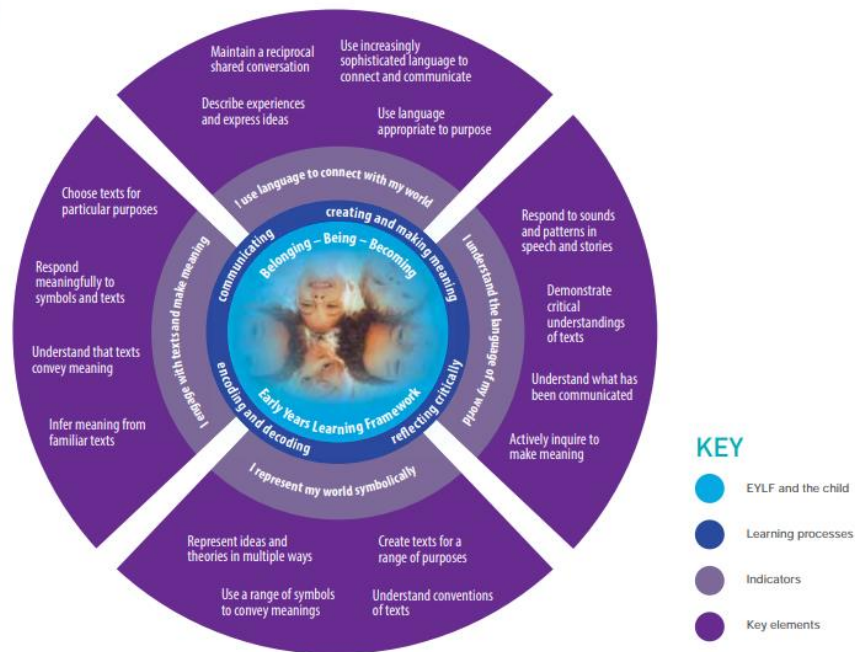 Maintain a reciprocal
shared conversation
Use increasingly
sophisticated language to
connect and communicate
Describe experiences
and express ideas
Use language
appropriate to purpose
I use language to connect with my world
Choose texts for
particular purposes
Respond
meaningfully to
symbols and texts
Understand that texts
convey meaning
Infer meaning from
familiar texts
I engage with texts and make meaning
communicating
creating and making meaning
Belonging – Being – Becoming
Early Years Learning Framework
encoding and decoding
reflecting critically
I understand the language of my world
Respond to sounds
and patterns in
speech and stories
Demonstrate
critical
understandings
of texts
Understand what has
been communicated
Actively inquire to
make meaning
I represent my world symbolically
Represent ideas and
theories in multiple ways
Create texts for a
range of purposes
Use a range of symbols
to convey meanings
Understand conventions
of texts
KEY
EYLF and the child
Learning processes
Indicators
Key elements